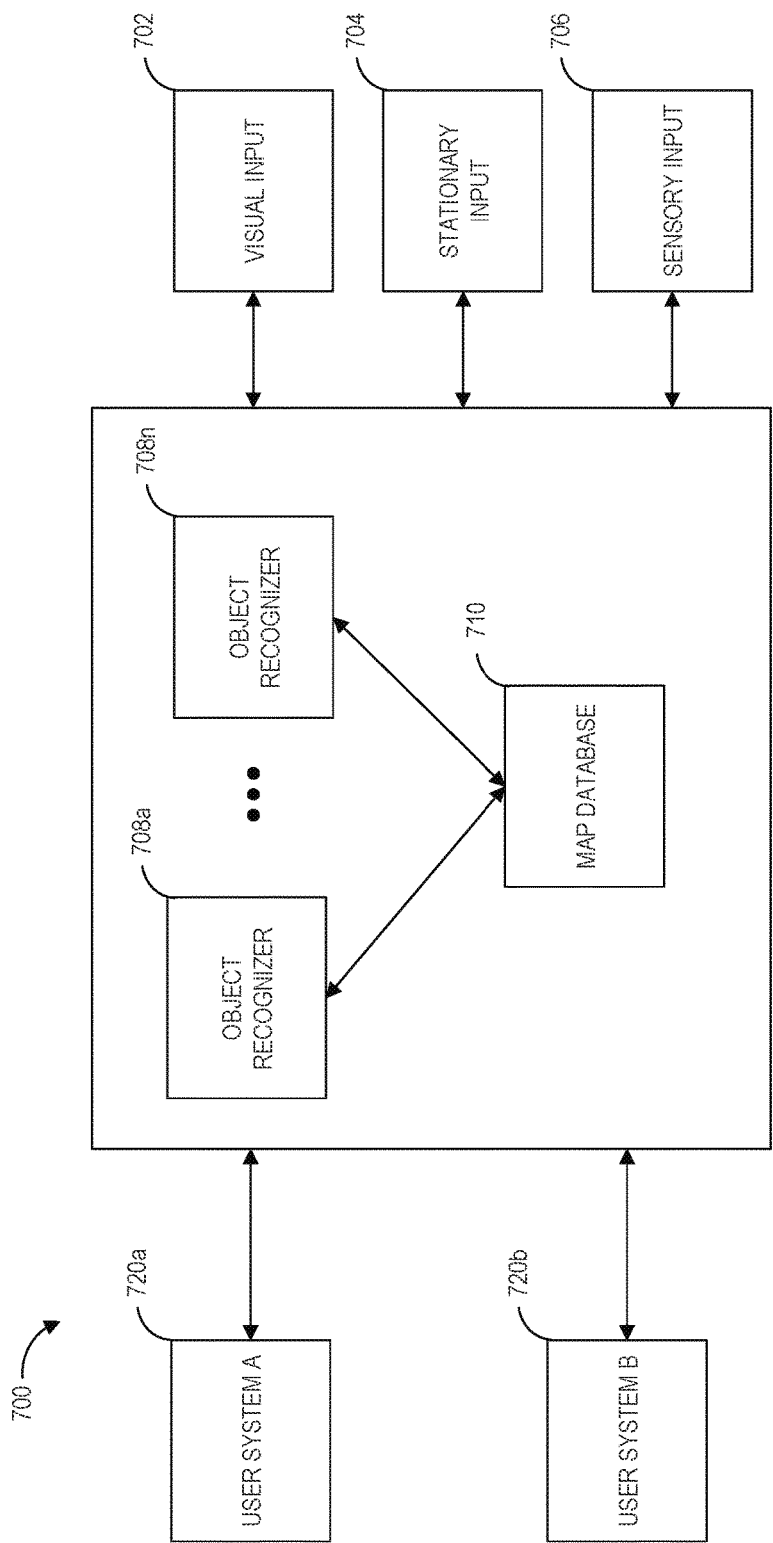 700
720a
USER SYSTEM A
720b
USER SYSTEM B
708a
OBJECT
RECOGNIZER
708n
OBJECT
RECOGNIZER
710
MAP DATABASE
702
VISUAL INPUT
704
STATIONARY
INPUT
706
SENSORY INPUT